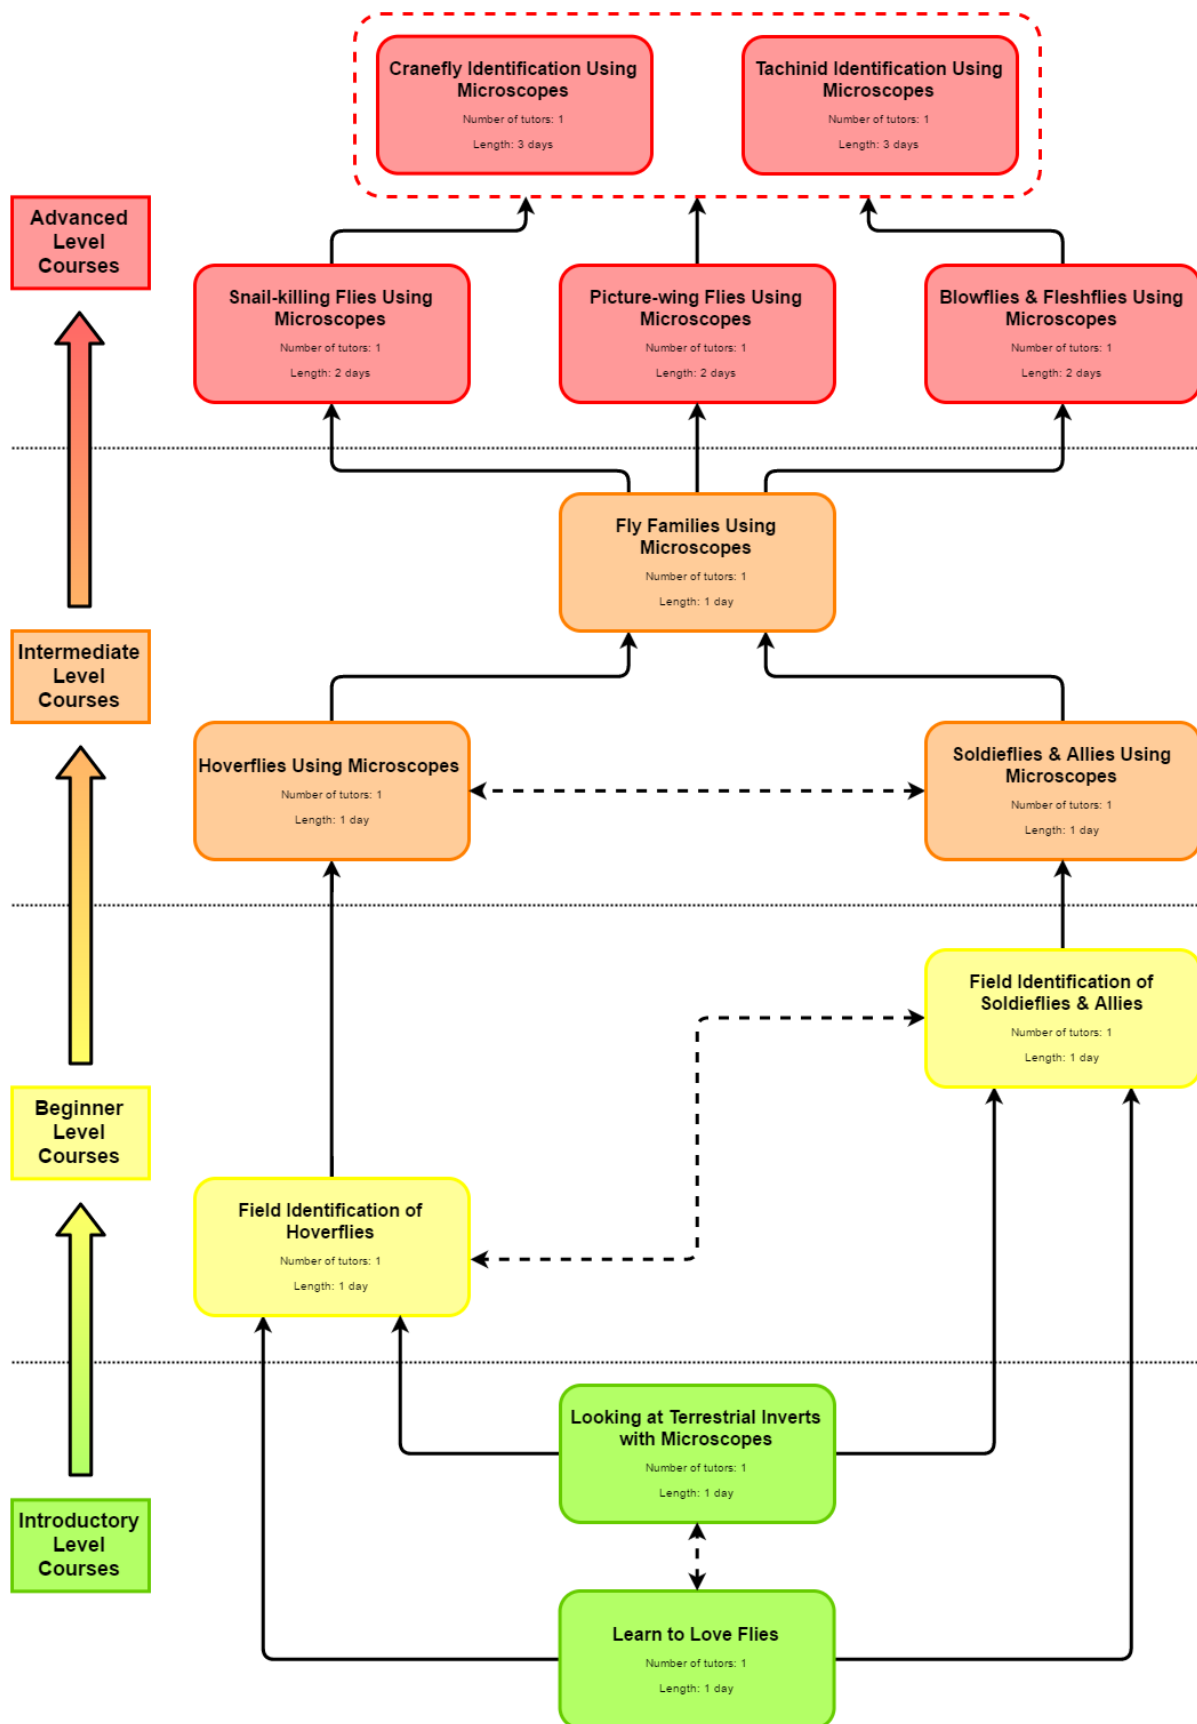 Cranefly Identification Using
Microscopes
Number of tutors: 1
Length: 3 days
Tachinid Identification Using
Microscopes
Number of tutors: 1
Length: 3 days
Advanced
Level
Courses
Snail-killing Flies Using
Microscopes
Number of tutors: 1
Length: 2 days
Picture-wing Flies Using
Microscopes
Number of tutors: 1
Length: 2 days
Blowflies & Fleshflies Using
Microscopes
Number of tutors: 1
Length: 2 days
Fly Families Using
Microscopes
Number of tutors: 1
Length: 1 day
Intermediate
Level
Courses
Hoverflies Using Microscopes
Number of tutors: 1
Length: 1 day
Soldieflies & Allies Using
Microscopes
Number of tutors: 1
Length: 1 day
Field Identification of
Soldieflies & Allies
Number of tutors: 1
Length: 1 day
Beginner
Level
Courses
Field Identification of
Hoverflies
Number of tutors: 1
Length: 1 day
Looking at Terrestrial Inverts
with Microscopes
Number of tutors: 1
Length: 1 day
Introductory
Level
Courses
Learn to Love Flies
Number of tutors: 1
Length: 1 day